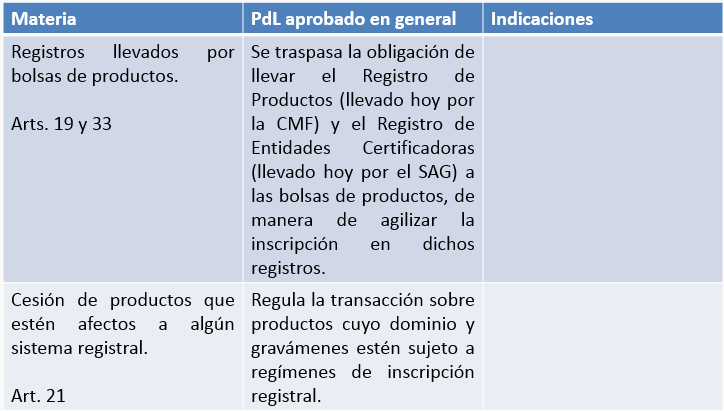 Materia
PdL aprobado en general
Indicaciones
Registros llevados por
bolsas de productos.
Arts. 19 y 33
Se traspasa la obligación de
llevar el Registro de
Productos (llevado hoy por
la CMF) y el Registro de
Entidades Certificadoras
(llevado hoy por el SAG) a
las bolsas de productos, de
manera de agilizar la
inscripción en dichos
registros.
Cesión de productos que
estén afectos a algún
sistema registral.
Art. 21
Regula la transacción sobre
productos cuyo dominio y
gravámenes estén sujeto a
regímenes de inscripción
registral.